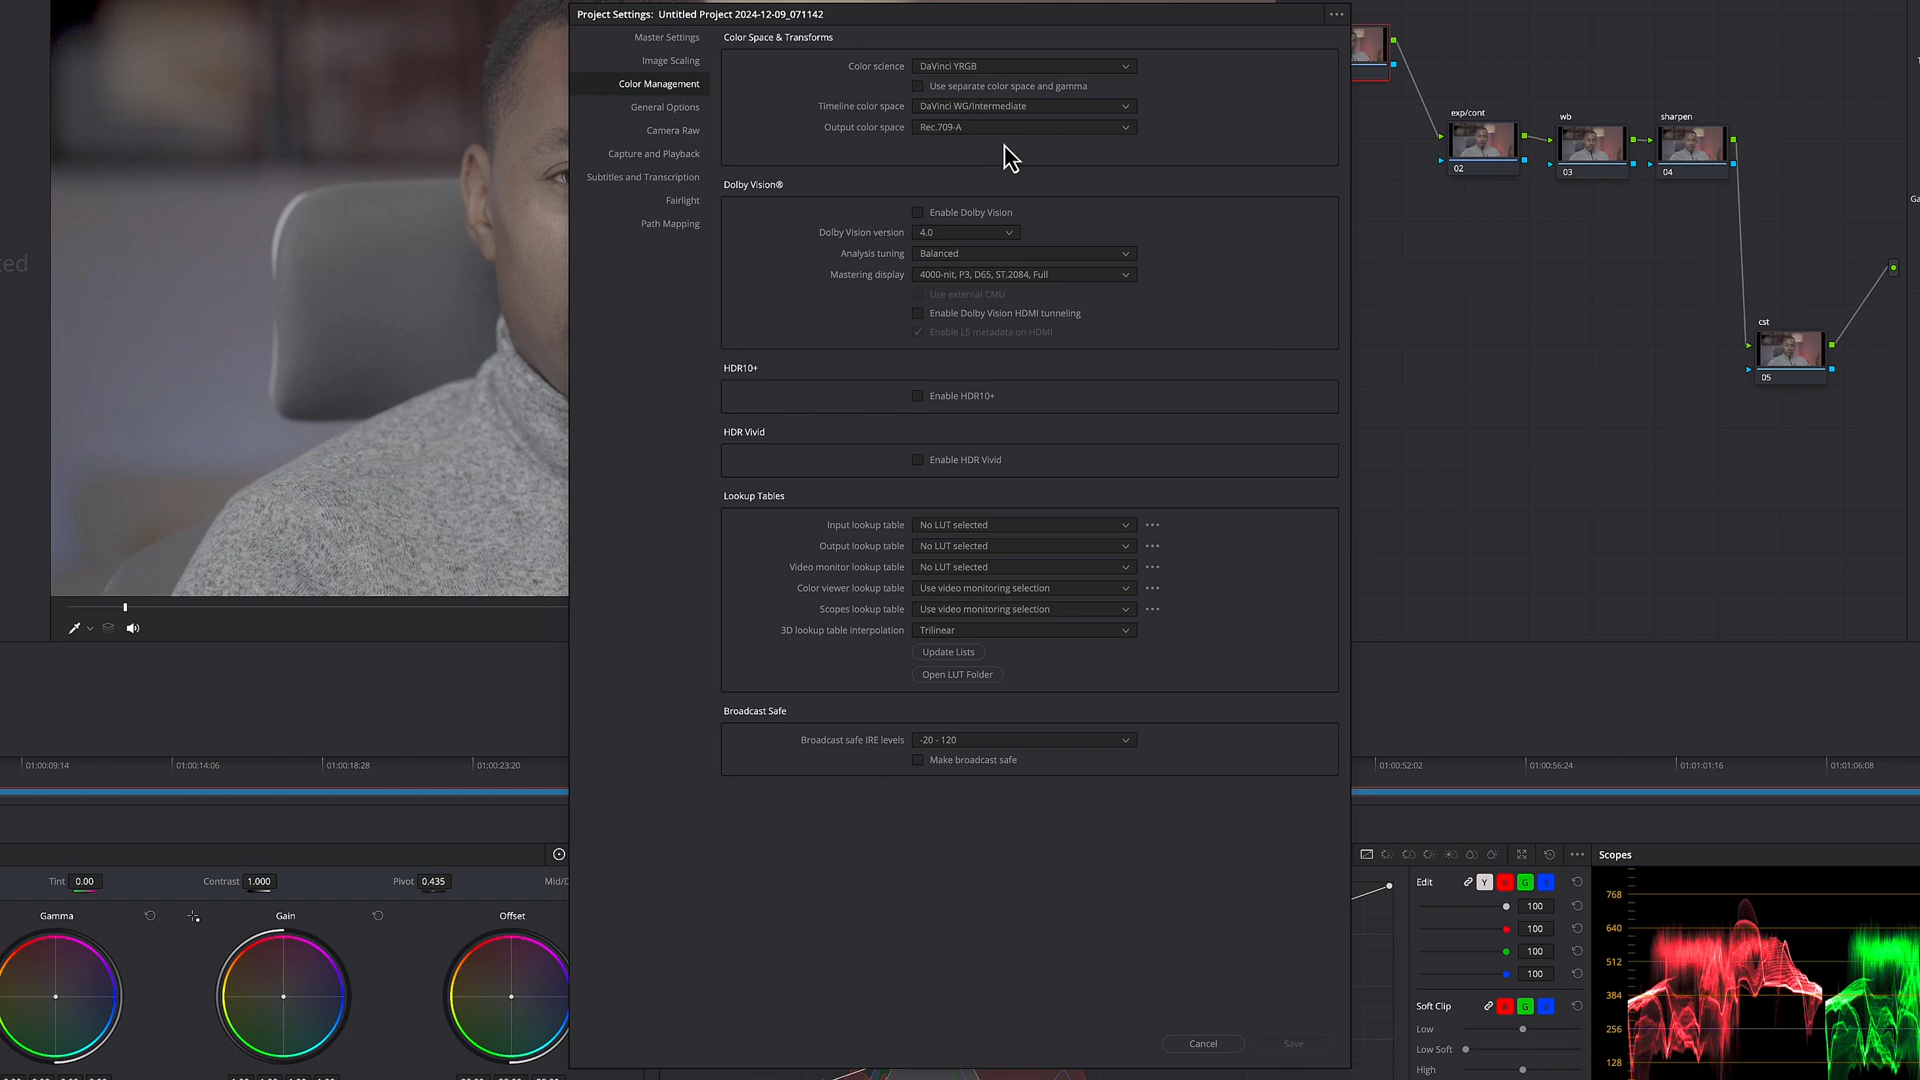 Project Settings: Untitled Project 2024-12-09_071142
Master Settings
Image Scaling
Color Management
General Options
Camera Raw
Capture and Playback
Subtitles and Transcription
Fairlight
Path Mapping
Color Space & Transforms
Color science DaVinci YRGB
Use separate color space and gamma
Timeline color space DaVinci WG/Intermediate
Output color space Rec.709-A
Dolby Vision®
Enable Dolby Vision
Dolby Vision version 4.0
Analysis tuning Balanced
Mastering display 4000-nit, P3, D65, ST.2084, Full
Use external CMU
Enable Dolby Vision HDMI tunneling
Enable L5 metadata on HDMI
HDR10+
Enable HDR10+
HDR Vivid
Enable HDR Vivid
Lookup Tables
Input lookup table No LUT selected
Output lookup table No LUT selected
Video monitor lookup table No LUT selected
Color viewer lookup table Use video monitoring selection
Scopes lookup table Use video monitoring selection
3D lookup table interpolation Trilinear
Update Lists
Open LUT Folder
Broadcast Safe
Broadcast safe IRE levels -20 - 120
Make broadcast safe
Cancel Save
exp/cont
02
wb
03
sharpen
04
cst
05
01:00:09:14 01:00:14:06 01:00:18:28 01:00:23:20 01:00:52:02 01:00:56:24 01:01:01:16 01:01:06:08
Tint 0.00 Contrast 1.000 Pivot 0.435 Mid/D
Gamma Gain Offset
Edit Y R G B
100
100
100
100
Soft Clip R G B
Low
Low Soft
High
Scopes
768
640
512
384
256
128